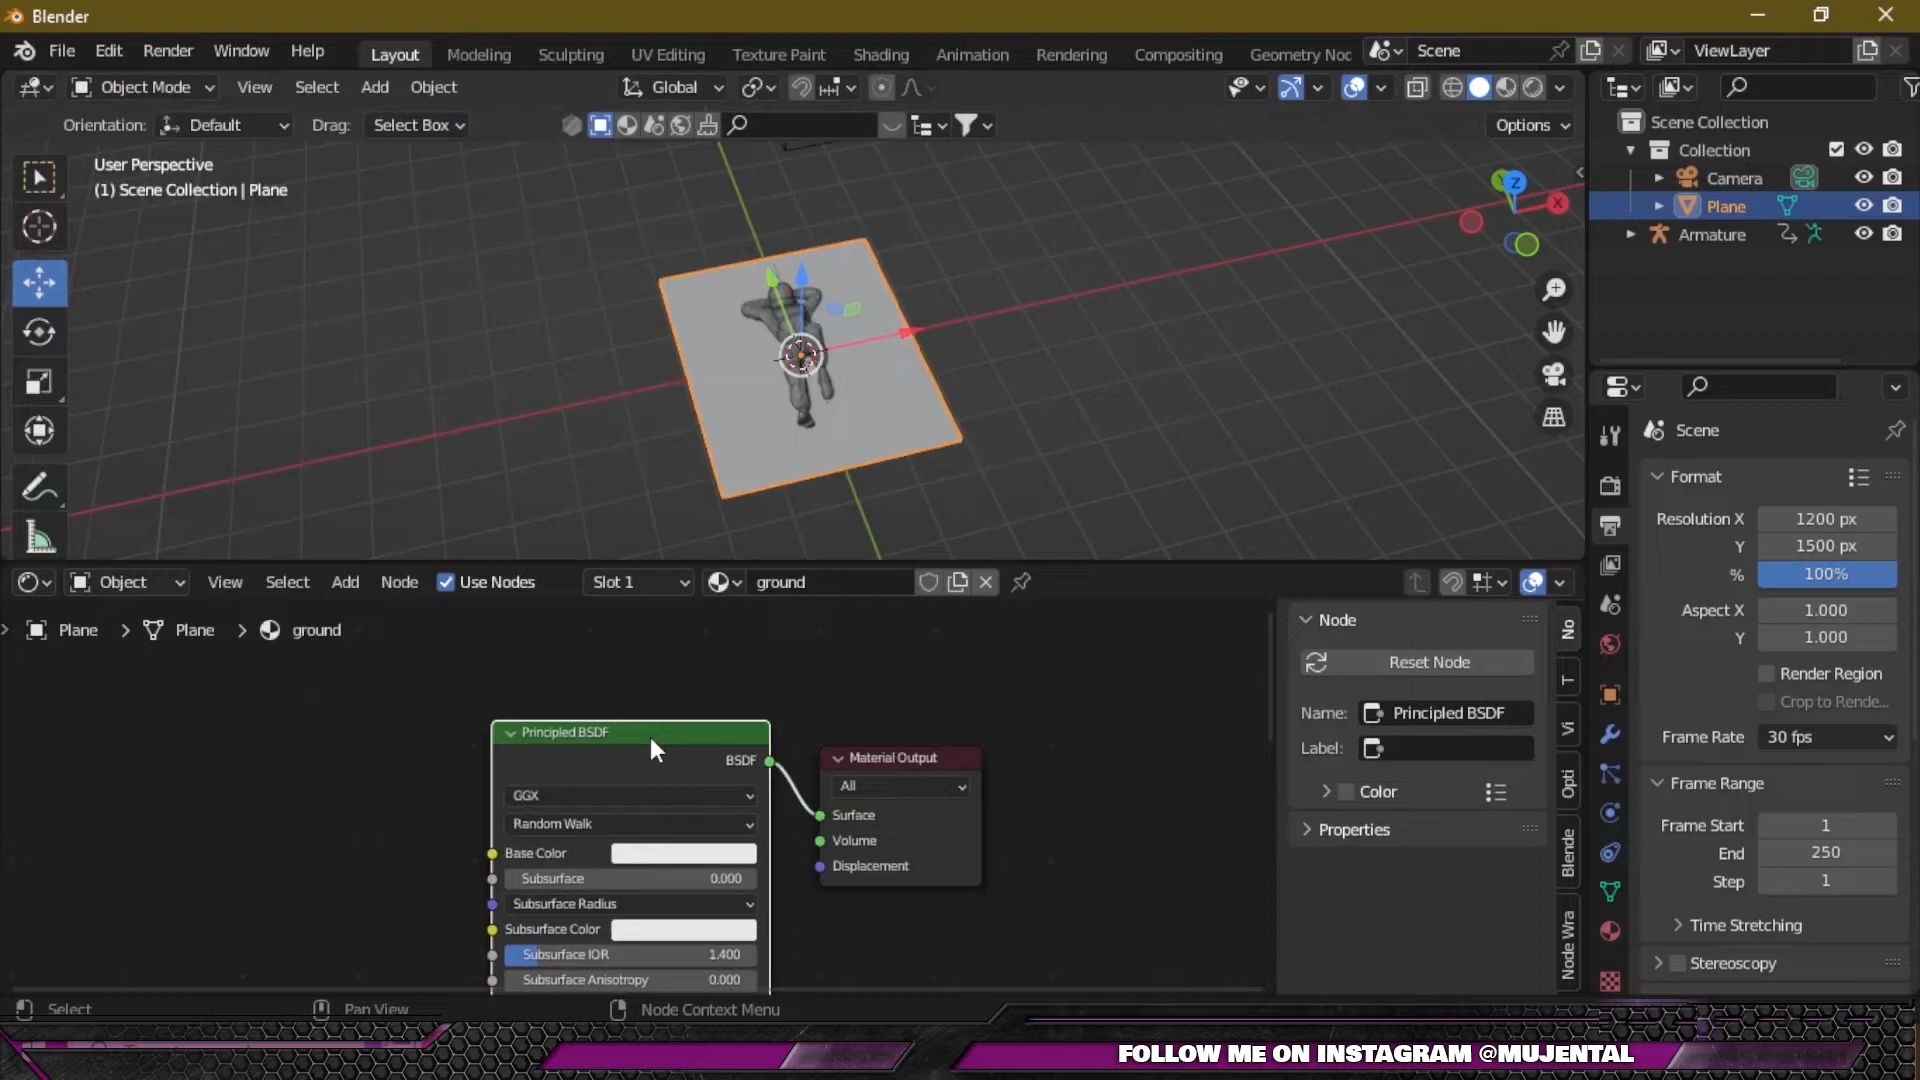 Blender
File Edit Render Window Help Layout Modeling Sculpting UV Editing Texture Paint Shading Animation Rendering Compositing Geometry Noc Scene ViewLayer
Object Mode View Select Add Object Global
Orientation: Default Drag: Select Box Options
User Perspective
(1) Scene Collection | Plane
Z
X
Scene Collection
Collection
Camera
Plane
Armature
Scene
Format
Resolution X 1200 px
Y 1500 px
% 100%
Aspect X 1.000
Y 1.000
Render Region
Crop to Rende...
Frame Rate 30 fps
Frame Range
Frame Start 1
End 250
Step 1
Time Stretching
Stereoscopy
Object View Select Add Node Use Nodes Slot 1 ground
Plane > Plane > ground
Principled BSDF
BSDF
GGX
Random Walk
Base Color
Subsurface 0.000
Subsurface Radius
Subsurface Color
Subsurface IOR 1.400
Subsurface Anisotropy 0.000
Material Output
All
Surface
Volume
Displacement
Node
Reset Node
Name: Principled BSDF
Label:
Color
Properties
No
T
Vi
Opti
Blende
Node Wra
Select Pan View Node Context Menu
FOLLOW ME ON INSTAGRAM @MUJENTAL